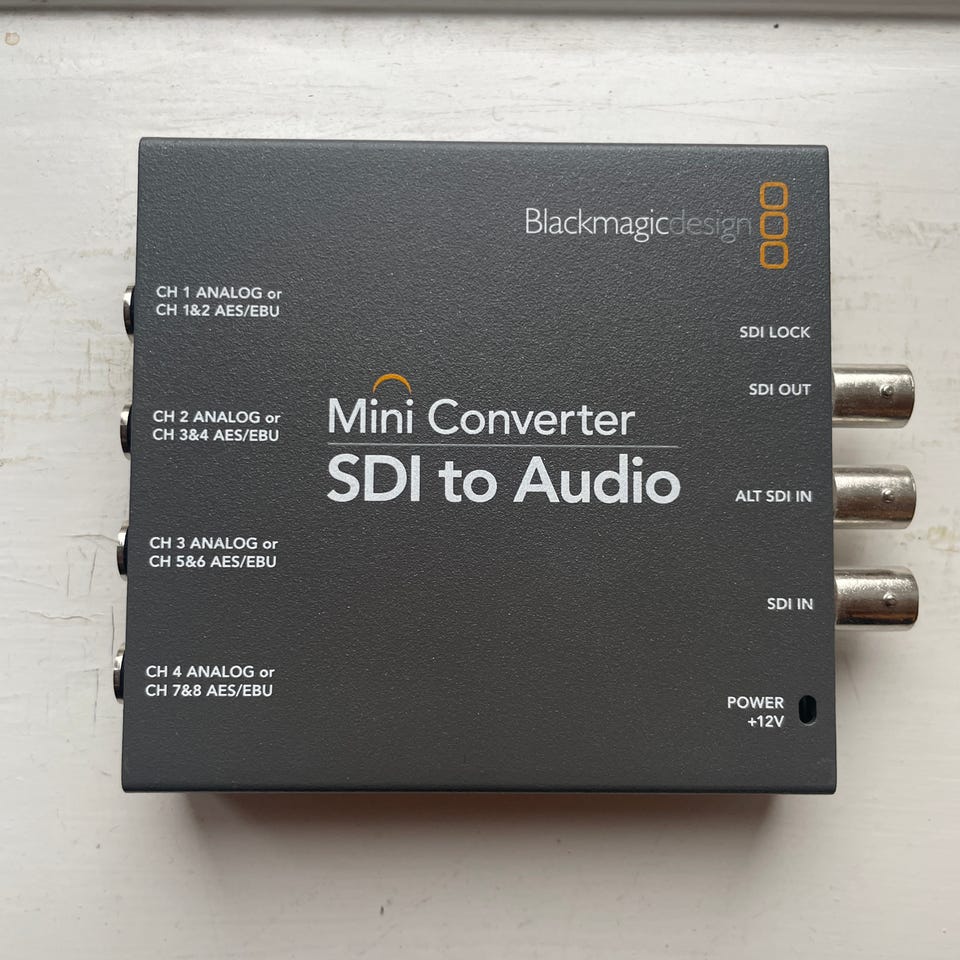 Blackmagicdesign
CH 1 ANALOG or
CH 1&2 AES/EBU
SDI LOCK
SDI OUT
CH 2 ANALOG or
CH 3&4 AES/EBU
Mini Converter
SDI to Audio
ALT SDI IN
CH 3 ANALOG or
CH 5&6 AES/EBU
SDI IN
CH 4 ANALOG or
CH 7&8 AES/EBU
POWER
+12V